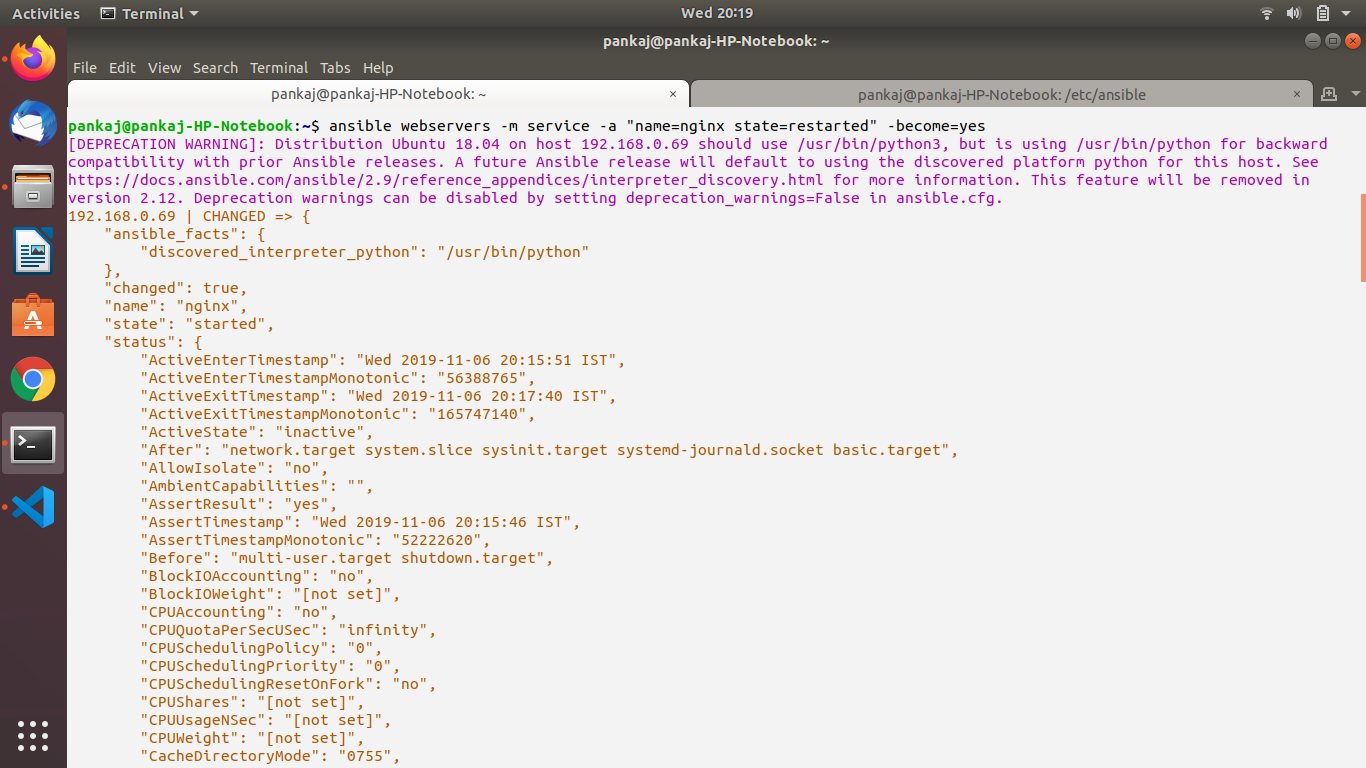 Activities Terminal Wed 20:19
pankaj@pankaj-HP-Notebook: ~
File Edit View Search Terminal Tabs Help
pankaj@pankaj-HP-Notebook: ~ × pankaj@pankaj-HP-Notebook: /etc/ansible ×
pankaj@pankaj-HP-Notebook:~$ ansible webservers -m service -a "name=nginx state=restarted" -become=yes
[DEPRECATION WARNING]: Distribution Ubuntu 18.04 on host 192.168.0.69 should use /usr/bin/python3, but is using /usr/bin/python for backward
compatibility with prior Ansible releases. A future Ansible release will default to using the discovered platform python for this host. See
https://docs.ansible.com/ansible/2.9/reference_appendices/interpreter_discovery.html for more information. This feature will be removed in
version 2.12. Deprecation warnings can be disabled by setting deprecation_warnings=False in ansible.cfg.
192.168.0.69 | CHANGED => {
    "ansible_facts": {
        "discovered_interpreter_python": "/usr/bin/python"
    },
    "changed": true,
    "name": "nginx",
    "state": "started",
    "status": {
        "ActiveEnterTimestamp": "Wed 2019-11-06 20:15:51 IST",
        "ActiveEnterTimestampMonotonic": "56388765",
        "ActiveExitTimestamp": "Wed 2019-11-06 20:17:40 IST",
        "ActiveExitTimestampMonotonic": "165747140",
        "ActiveState": "inactive",
        "After": "network.target system.slice sysinit.target systemd-journald.socket basic.target",
        "AllowIsolate": "no",
        "AmbientCapabilities": "",
        "AssertResult": "yes",
        "AssertTimestamp": "Wed 2019-11-06 20:15:46 IST",
        "AssertTimestampMonotonic": "52222620",
        "Before": "multi-user.target shutdown.target",
        "BlockIOAccounting": "no",
        "BlockIOWeight": "[not set]",
        "CPUAccounting": "no",
        "CPUQuotaPerSecUSec": "infinity",
        "CPUSchedulingPolicy": "0",
        "CPUSchedulingPriority": "0",
        "CPUSchedulingResetOnFork": "no",
        "CPUShares": "[not set]",
        "CPUUsageNSec": "[not set]",
        "CPUWeight": "[not set]",
        "CacheDirectoryMode": "0755",